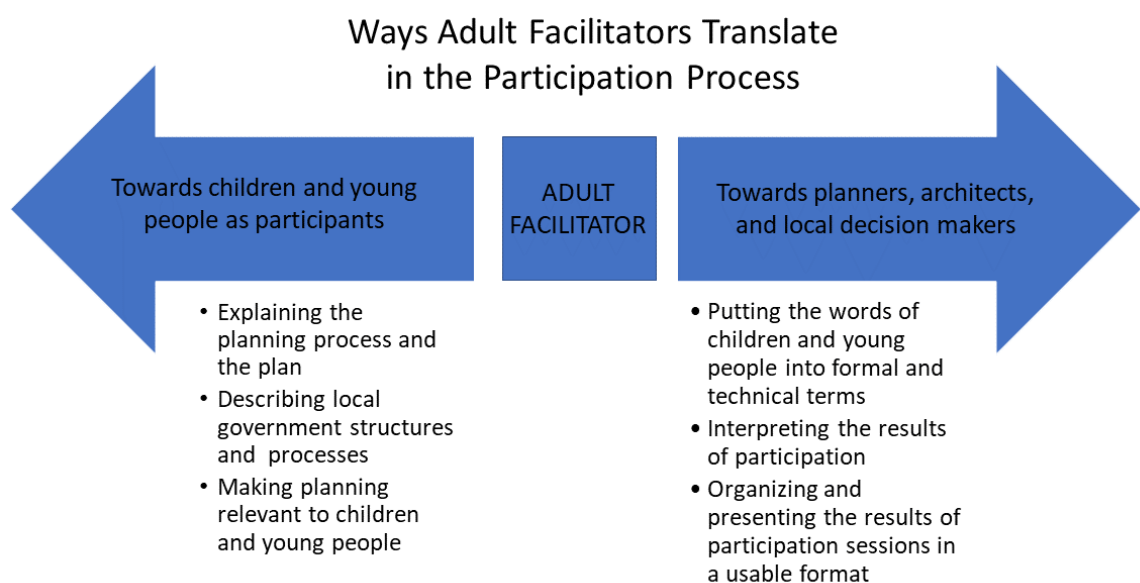 Ways Adult Facilitators Translate
in the Participation Process
Towards children and young
people as participants
ADULT
FACILITATOR
Towards planners, architects,
and local decision makers
• Explaining the
planning process and
the plan
• Describing local
government structures
and processes
• Making planning
relevant to children
and young people
• Putting the words of
children and young
people into formal and
technical terms
• Interpreting the results
of participation
• Organizing and
presenting the results of
participation sessions in
a usable format